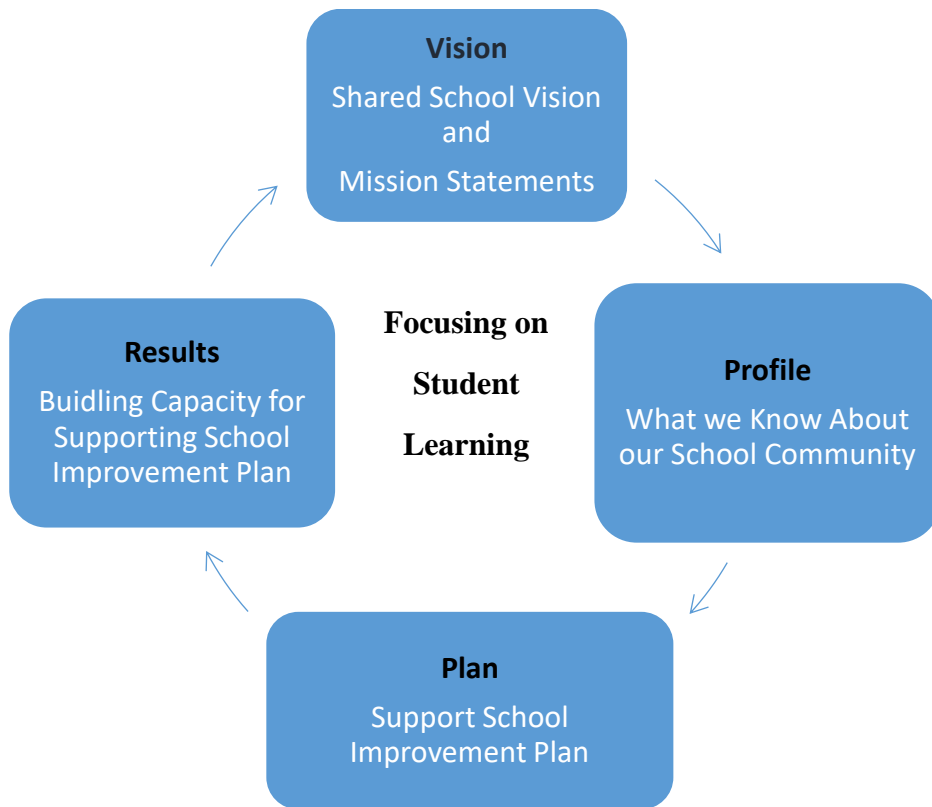 Vision
Shared School Vision
and
Mission Statements
Focusing on
Student
Learning
Results
Buidling Capacity for
Supporting School
Improvement Plan
Profile
What we Know About
our School Community
Plan
Support School
Improvement Plan